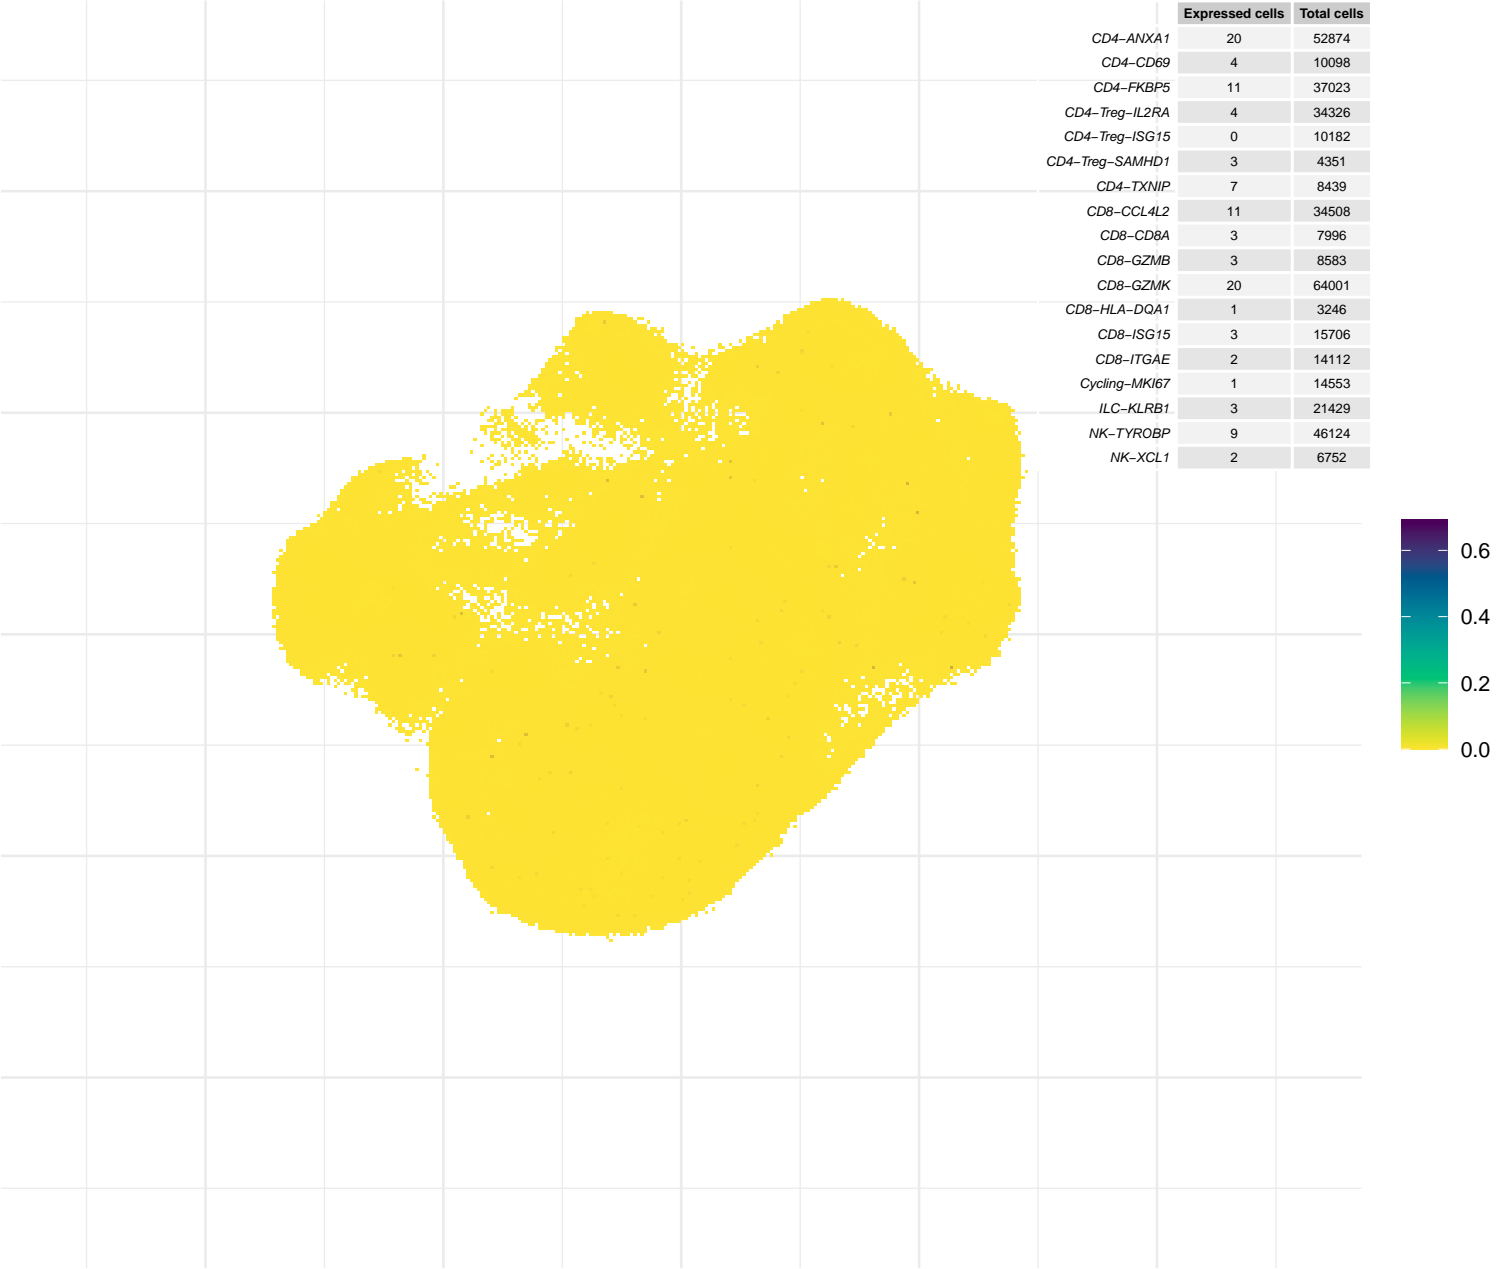 Expressed cells Total cells
CD4−ANXA1 20 52874
CD4−CD69 4 10098
CD4−FKBP5 11 37023
CD4−Treg−IL2RA 4 34326
CD4−Treg−ISG15 0 10182
CD4−Treg−SAMHD1 3 4351
CD4−TXNIP 7 8439
CD8−CCL4L2 11 34508
CD8−CD8A 3 7996
CD8−GZMB 3 8583
CD8−GZMK 20 64001
CD8−HLA−DQA1 1 3246
CD8−ISG15 3 15706
CD8−ITGAE 2 14112
Cycling−MKI67 1 14553
ILC−KLRB1 3 21429
NK−TYROBP 9 46124
NK−XCL1 2 6752
0.6
0.4
0.2
0.0